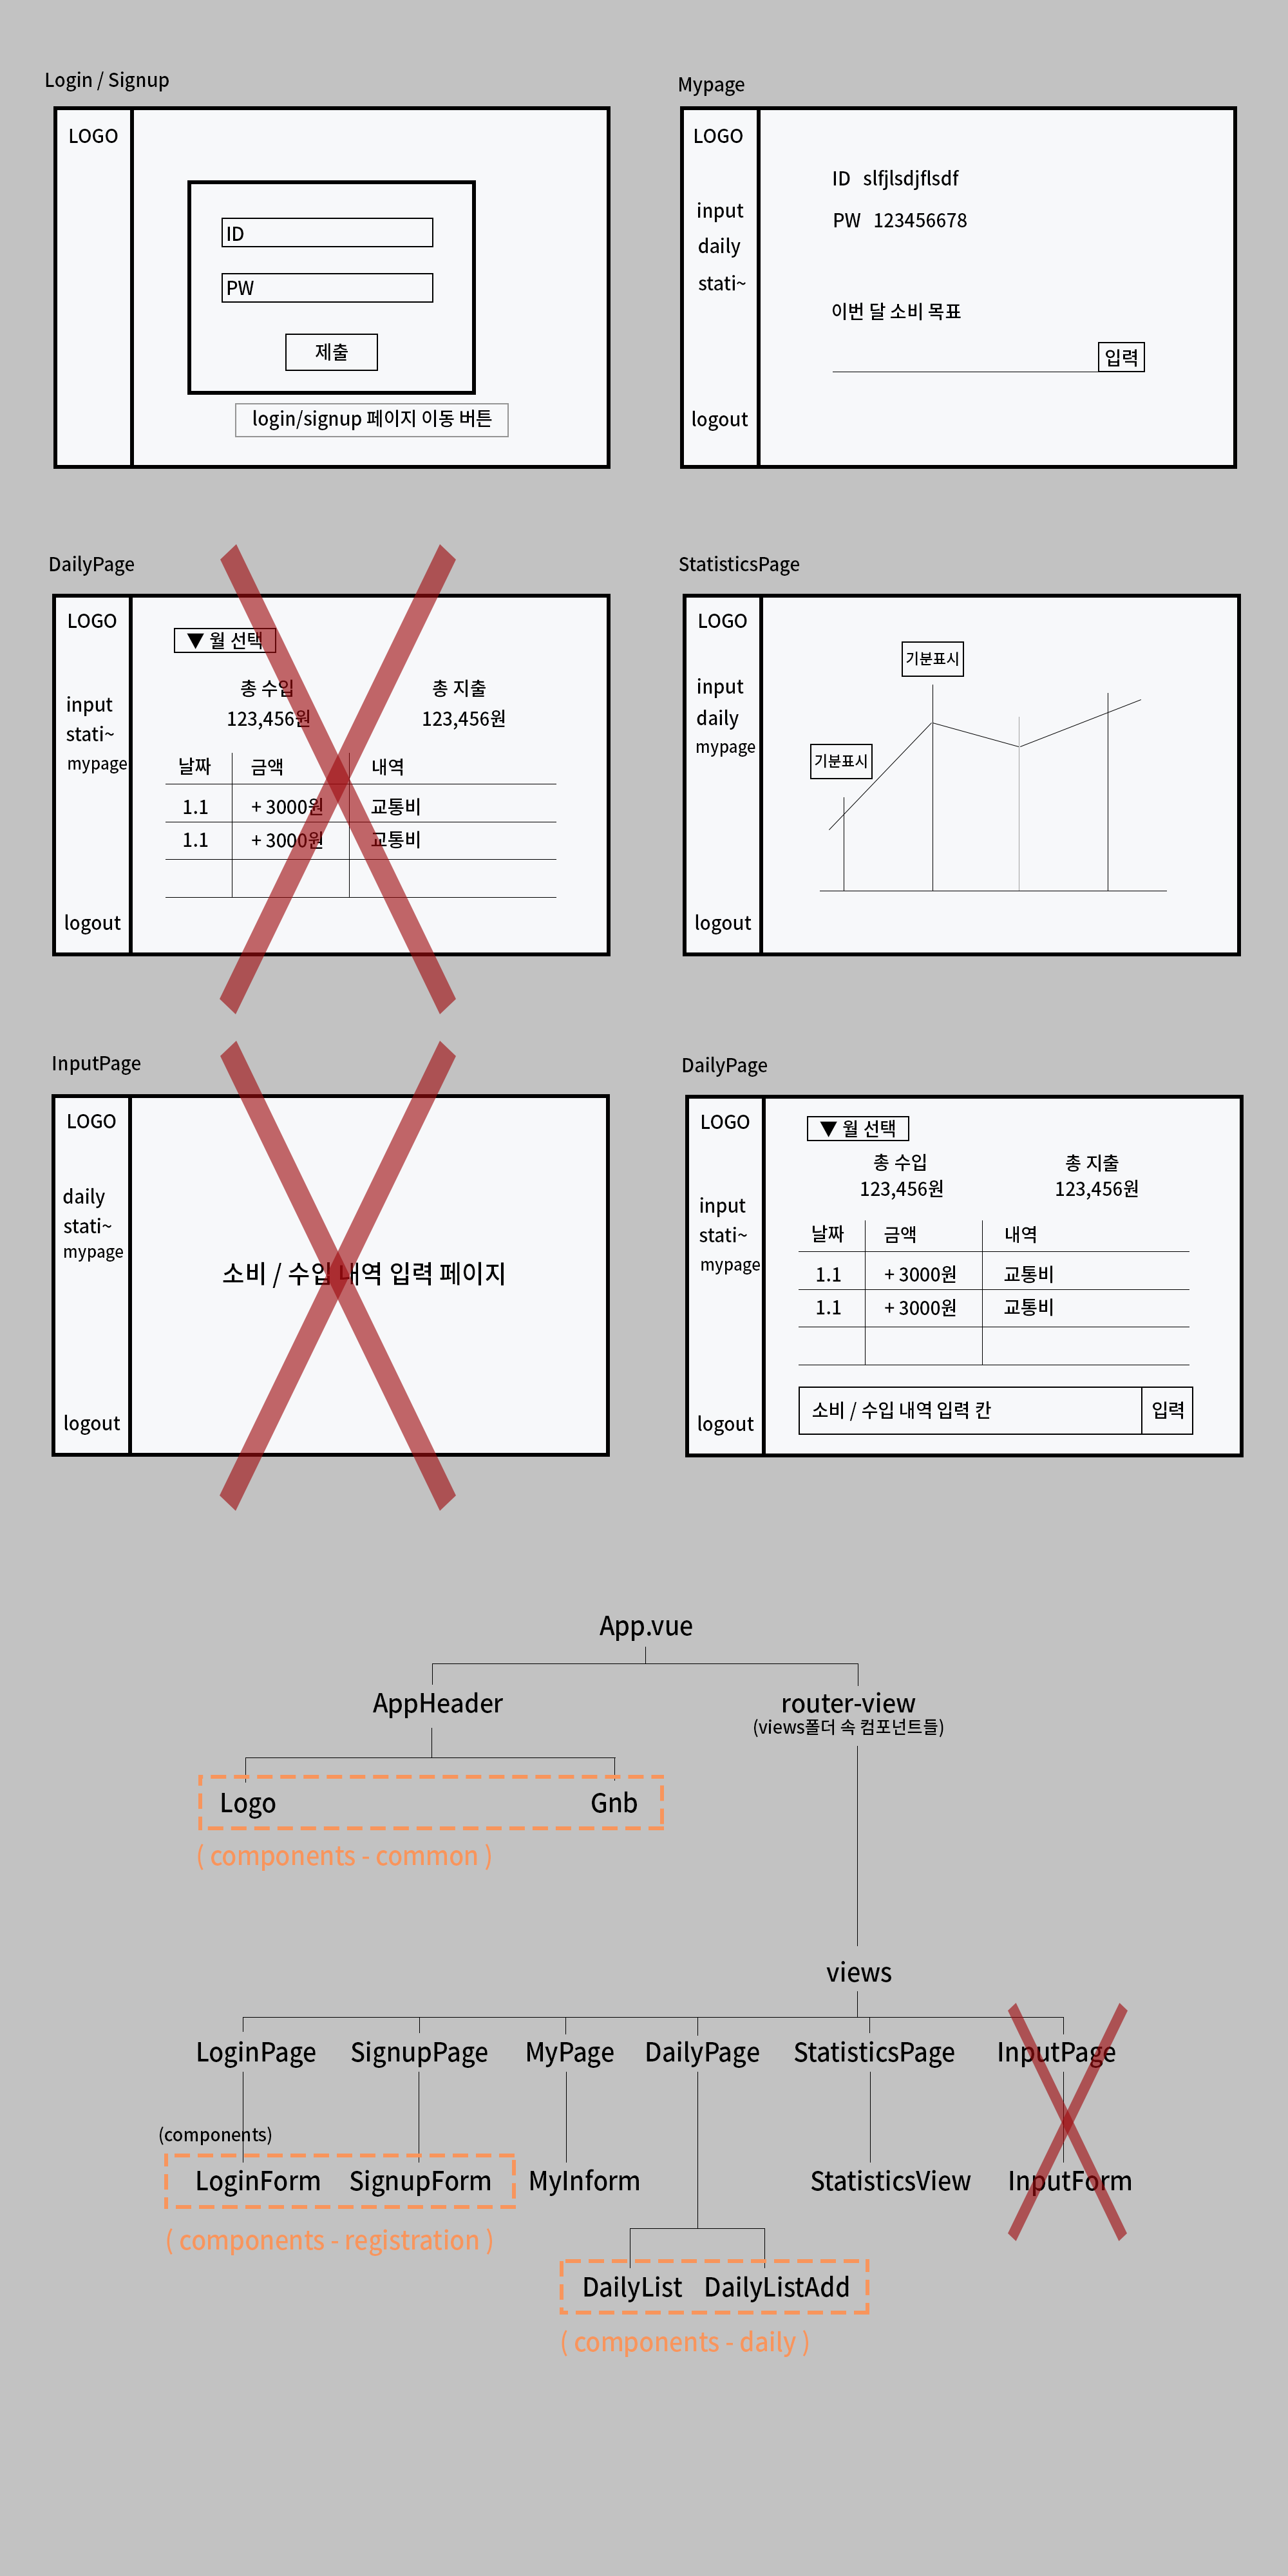 Login / Signup
LOGO
ID
PW
제출
login/signup 페이지 이동 버튼
Mypage
LOGO
input
daily
stati~
logout
ID slfjlsdjflsdf
PW 123456678
이번 달 소비 목표
입력
DailyPage
LOGO
input
stati~
mypage
logout
▼ 월 선택
총 수입 총 지출
123,456원 123,456원
날짜 금액 내역
1.1 + 3000원 교통비
1.1 + 3000원 교통비
StatisticsPage
LOGO
input
daily
mypage
logout
기분표시
기분표시
InputPage
LOGO
daily
stati~
mypage
logout
소비 / 수입 내역 입력 페이지
DailyPage
LOGO
input
stati~
mypage
logout
▼ 월 선택
총 수입 총 지출
123,456원 123,456원
날짜 금액 내역
1.1 + 3000원 교통비
1.1 + 3000원 교통비
소비 / 수입 내역 입력 칸 입력
App.vue
AppHeader router-view
(views폴더 속 컴포넌트들)
Logo Gnb
( components - common )
views
LoginPage SignupPage MyPage DailyPage StatisticsPage InputPage
(components)
LoginForm SignupForm MyInform StatisticsView InputForm
( components - registration )
DailyList DailyListAdd
( components - daily )